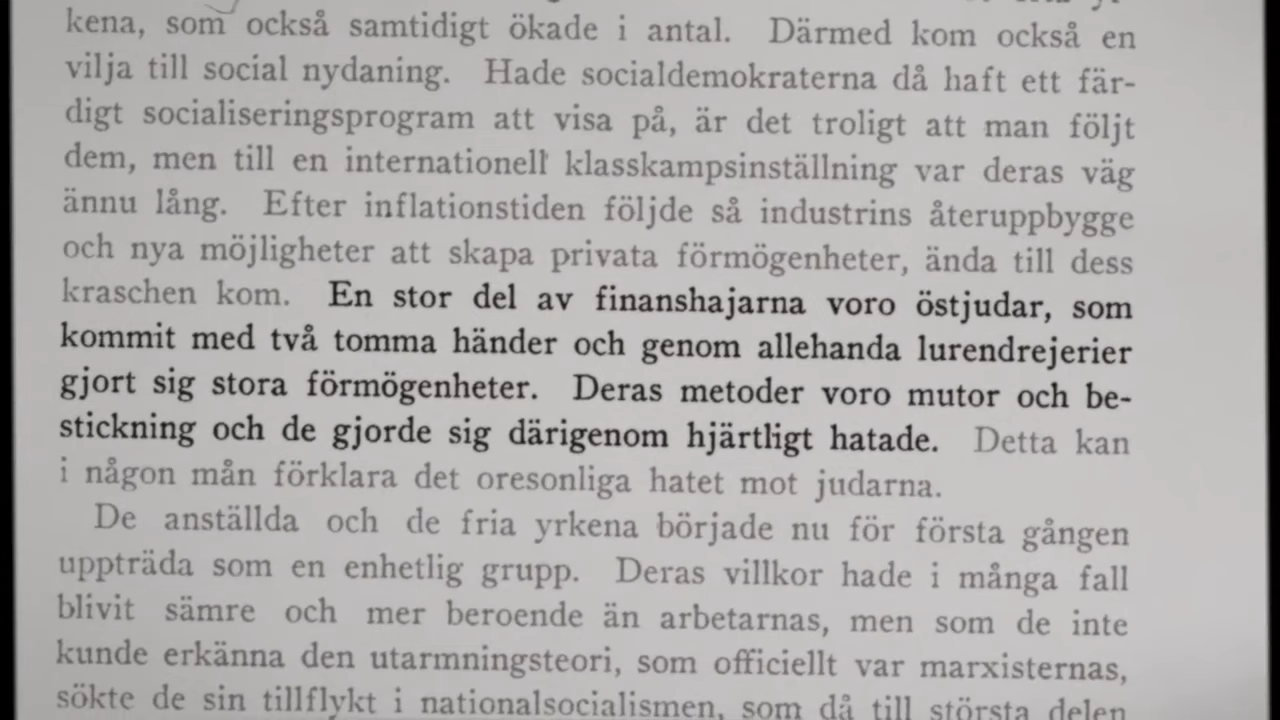 kena, som också samtidigt ökade i antal. Därmed kom också en
vilja till social nydaning. Hade socialdemokraterna då haft ett fär-
digt socialiseringsprogram att visa på, är det troligt att man följt
dem, men till en internationell klasskampsinställning var deras väg
ännu lång. Efter inflationstiden följde så industrins återuppbygge
och nya möjligheter att skapa privata förmögenheter, ända till dess
kraschen kom. En stor del av finanshajarna voro östjudar, som
kommit med två tomma händer och genom allehanda lurendrejerier
gjort sig stora förmögenheter. Deras metoder voro mutor och be-
stickning och de gjorde sig därigenom hjärtligt hatade. Detta kan
i någon mån förklara det oresonliga hatet mot judarna.
De anställda och de fria yrkena började nu för första gången
uppträda som en enhetlig grupp. Deras villkor hade i många fall
blivit sämre och mer beroende än arbetarnas, men som de inte
kunde erkänna den utarmningsteori, som officiellt var marxisternas,
sökte de sin tillflykt i nationalsocialismen, som då till största delen